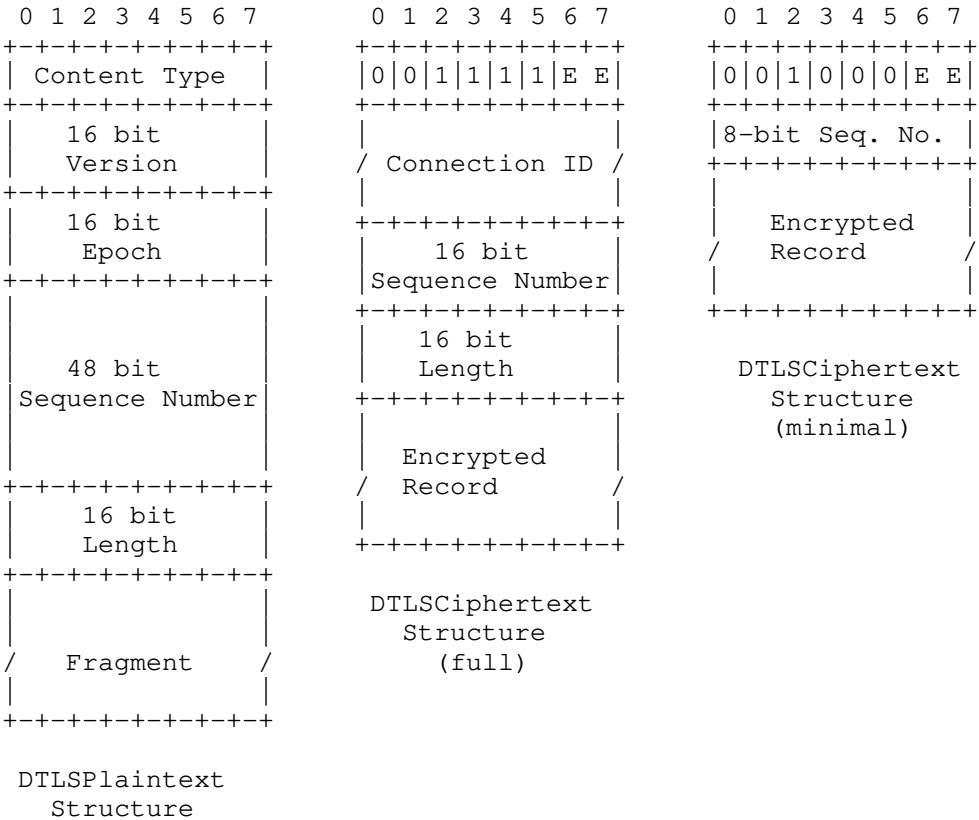 0 1 2 3 4 5 6 7
+-+-+-+-+-+-+-+-+
| Content Type |
+-+-+-+-+-+-+-+-+
| 16 bit |
| Version |
+-+-+-+-+-+-+-+-+
| 16 bit |
| Epoch |
+-+-+-+-+-+-+-+-+
| |
| |
| 48 bit |
|Sequence Number|
| |
| |
+-+-+-+-+-+-+-+-+
| 16 bit |
| Length |
+-+-+-+-+-+-+-+-+
| |
| |
/ Fragment /
| |
+-+-+-+-+-+-+-+-+
DTLSPlaintext
Structure
0 1 2 3 4 5 6 7
+-+-+-+-+-+-+-+-+
|0|0|1|1|1|1|E E|
+-+-+-+-+-+-+-+-+
| |
/ Connection ID /
| |
+-+-+-+-+-+-+-+-+
| 16 bit |
|Sequence Number|
+-+-+-+-+-+-+-+-+
| 16 bit |
| Length |
+-+-+-+-+-+-+-+-+
| |
| Encrypted |
/ Record /
| |
+-+-+-+-+-+-+-+-+
DTLSCiphertext
Structure
(full)
0 1 2 3 4 5 6 7
+-+-+-+-+-+-+-+-+
|0|0|1|0|0|0|E E|
+-+-+-+-+-+-+-+-+
|8-bit Seq. No. |
+-+-+-+-+-+-+-+-+
| |
| Encrypted |
/ Record /
| |
+-+-+-+-+-+-+-+-+
DTLSCiphertext
Structure
(minimal)